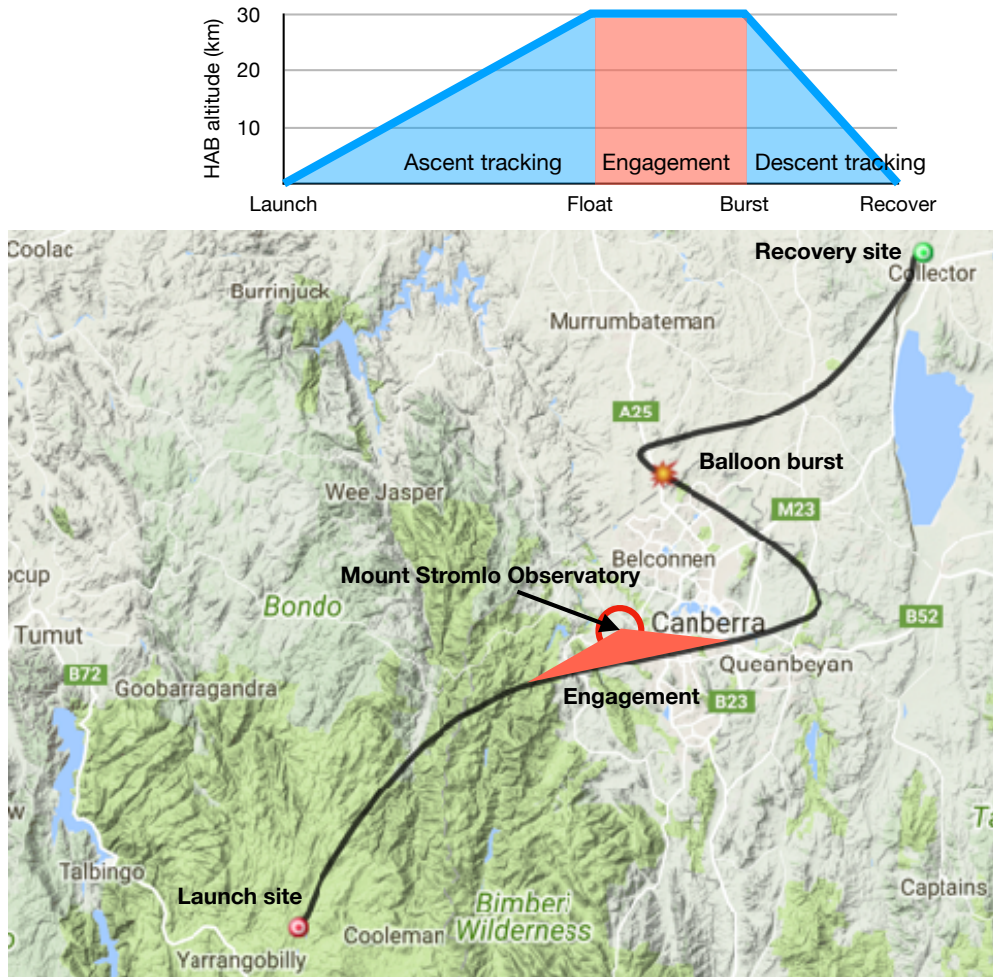 30
20
10
HAB altitude (km)
Ascent tracking
Engagement
Descent tracking
Launch
Float
Burst
Recover
Coolac
Recovery site
Collector
Burrinjuck
Murrumbateman
A25
Balloon burst
Wee Jasper
M23
Belconnen
Mount Stromlo Observatory
ocup
Bondo
Canberra
B52
Tumut
B72
Queanbeyan
Goobarragandra
Engagement
B23
w
Ta
Talbingo
Launch site
Captains
Bimberi
Wilderness
Cooleman
Yarrangobilly
o